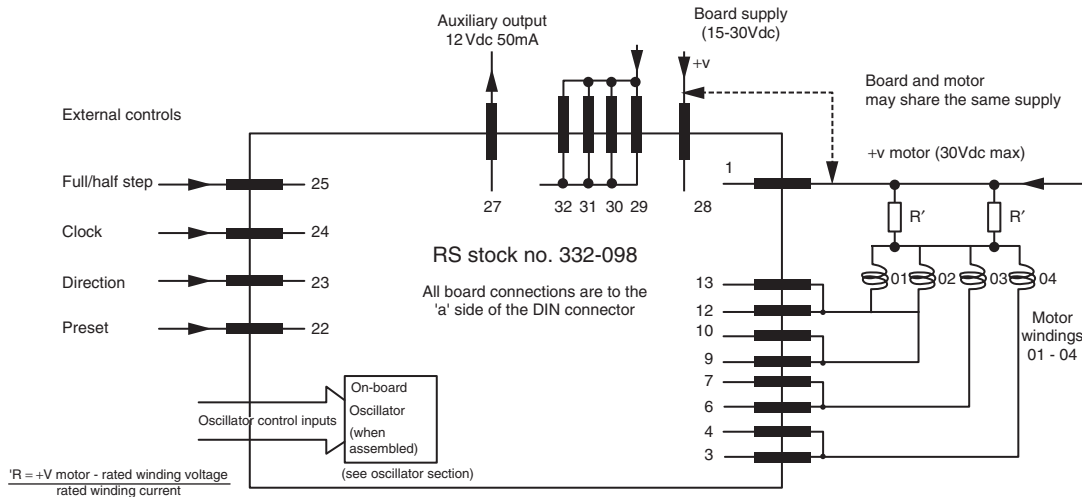 Auxiliary output
12 Vdc 50mA
Board supply
(15-30Vdc)
+v
Board and motor
may share the same supply
External controls
+v motor (30Vdc max)
Full/half step
25
27
32
31
30
29
28
1
R'
R'
Clock
24
RS stock no. 332-098
Direction
23
All board connections are to the
'a' side of the DIN connector
13
01
02
03
04
Preset
22
12
10
9
7
6
4
3
Motor
windings
01 - 04
On-board
Oscillator
(when
assembled)
Oscillator control inputs
(see oscillator section)
'R = +V motor - rated winding voltage
rated winding current